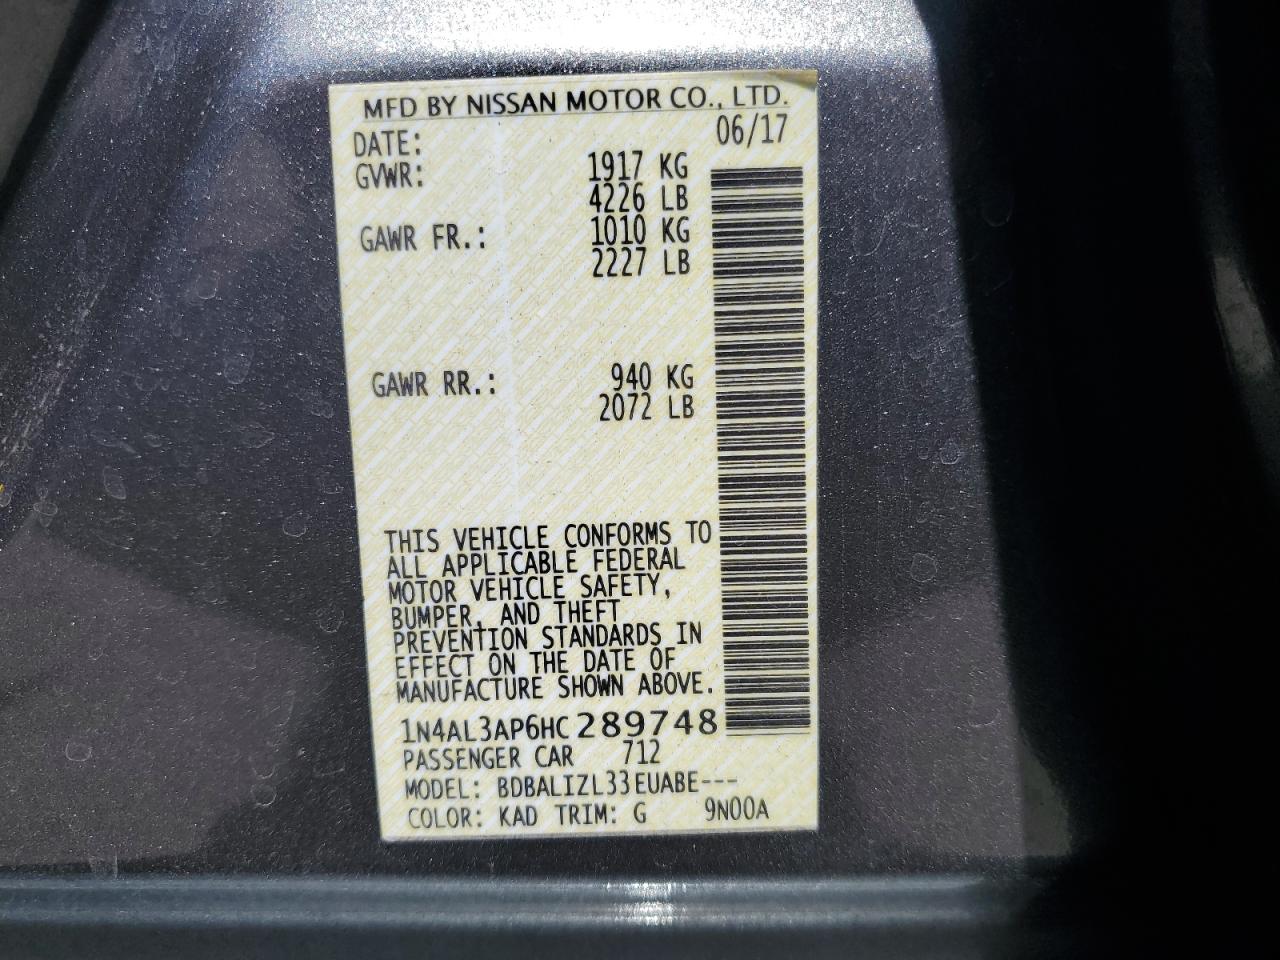 MFD BY NISSAN MOTOR CO., LTD.
DATE: 06/17
GVWR: 1917 KG
4226 LB
GAWR FR.: 1010 KG
2227 LB
GAWR RR.: 940 KG
2072 LB
THIS VEHICLE CONFORMS TO
ALL APPLICABLE FEDERAL
MOTOR VEHICLE SAFETY,
BUMPER, AND THEFT
PREVENTION STANDARDS IN
EFFECT ON THE DATE OF
MANUFACTURE SHOWN ABOVE.
1N4AL3AP6HC289748
PASSENGER CAR 712
MODEL: BDBALIZL33EUABE---
COLOR: KAD TRIM: G 9N00A